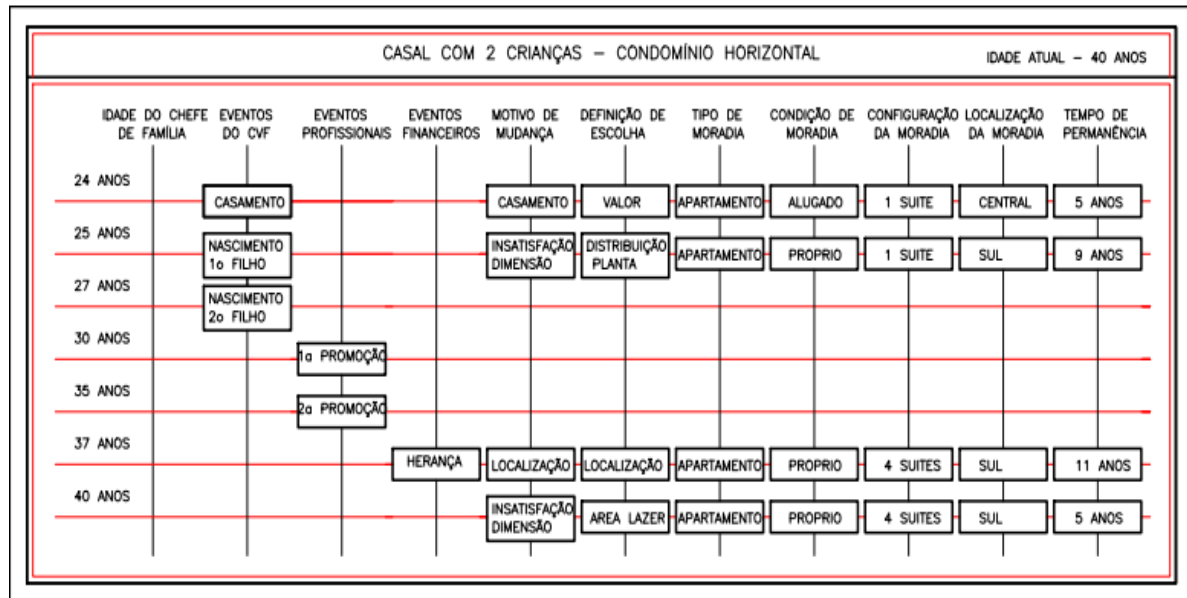 CASAL COM 2 CRIANÇAS – CONDOMÍNIO HORIZONTAL
IDADE ATUAL – 40 ANOS
IDADE DO CHEFE DE FAMÍLIA
EVENTOS DO CVF
EVENTOS PROFISSIONAIS
EVENTOS FINANCEIROS
MOTIVO DE MUDANÇA
DEFINIÇÃO DE ESCOLHA
TIPO DE MORADIA
CONDIÇÃO DE MORADIA
CONFIGURAÇÃO DA MORADIA
LOCALIZAÇÃO DA MORADIA
TEMPO DE PERMANÊNCIA
24 ANOS
CASAMENTO CASAMENTO VALOR APARTAMENTO ALUGADO 1 SUITE CENTRAL 5 ANOS
25 ANOS
NASCIMENTO 1o FILHO INSATISFAÇÃO DIMENSÃO DISTRIBUIÇÃO PLANTA APARTAMENTO PROPRIO 1 SUITE SUL 9 ANOS
27 ANOS
NASCIMENTO 2o FILHO
30 ANOS
1a PROMOÇÃO
35 ANOS
2a PROMOÇÃO
37 ANOS
HERANÇA LOCALIZAÇÃO LOCALIZAÇÃO APARTAMENTO PROPRIO 4 SUITES SUL 11 ANOS
40 ANOS
INSATISFAÇÃO DIMENSÃO AREA LAZER APARTAMENTO PROPRIO 4 SUITES SUL 5 ANOS